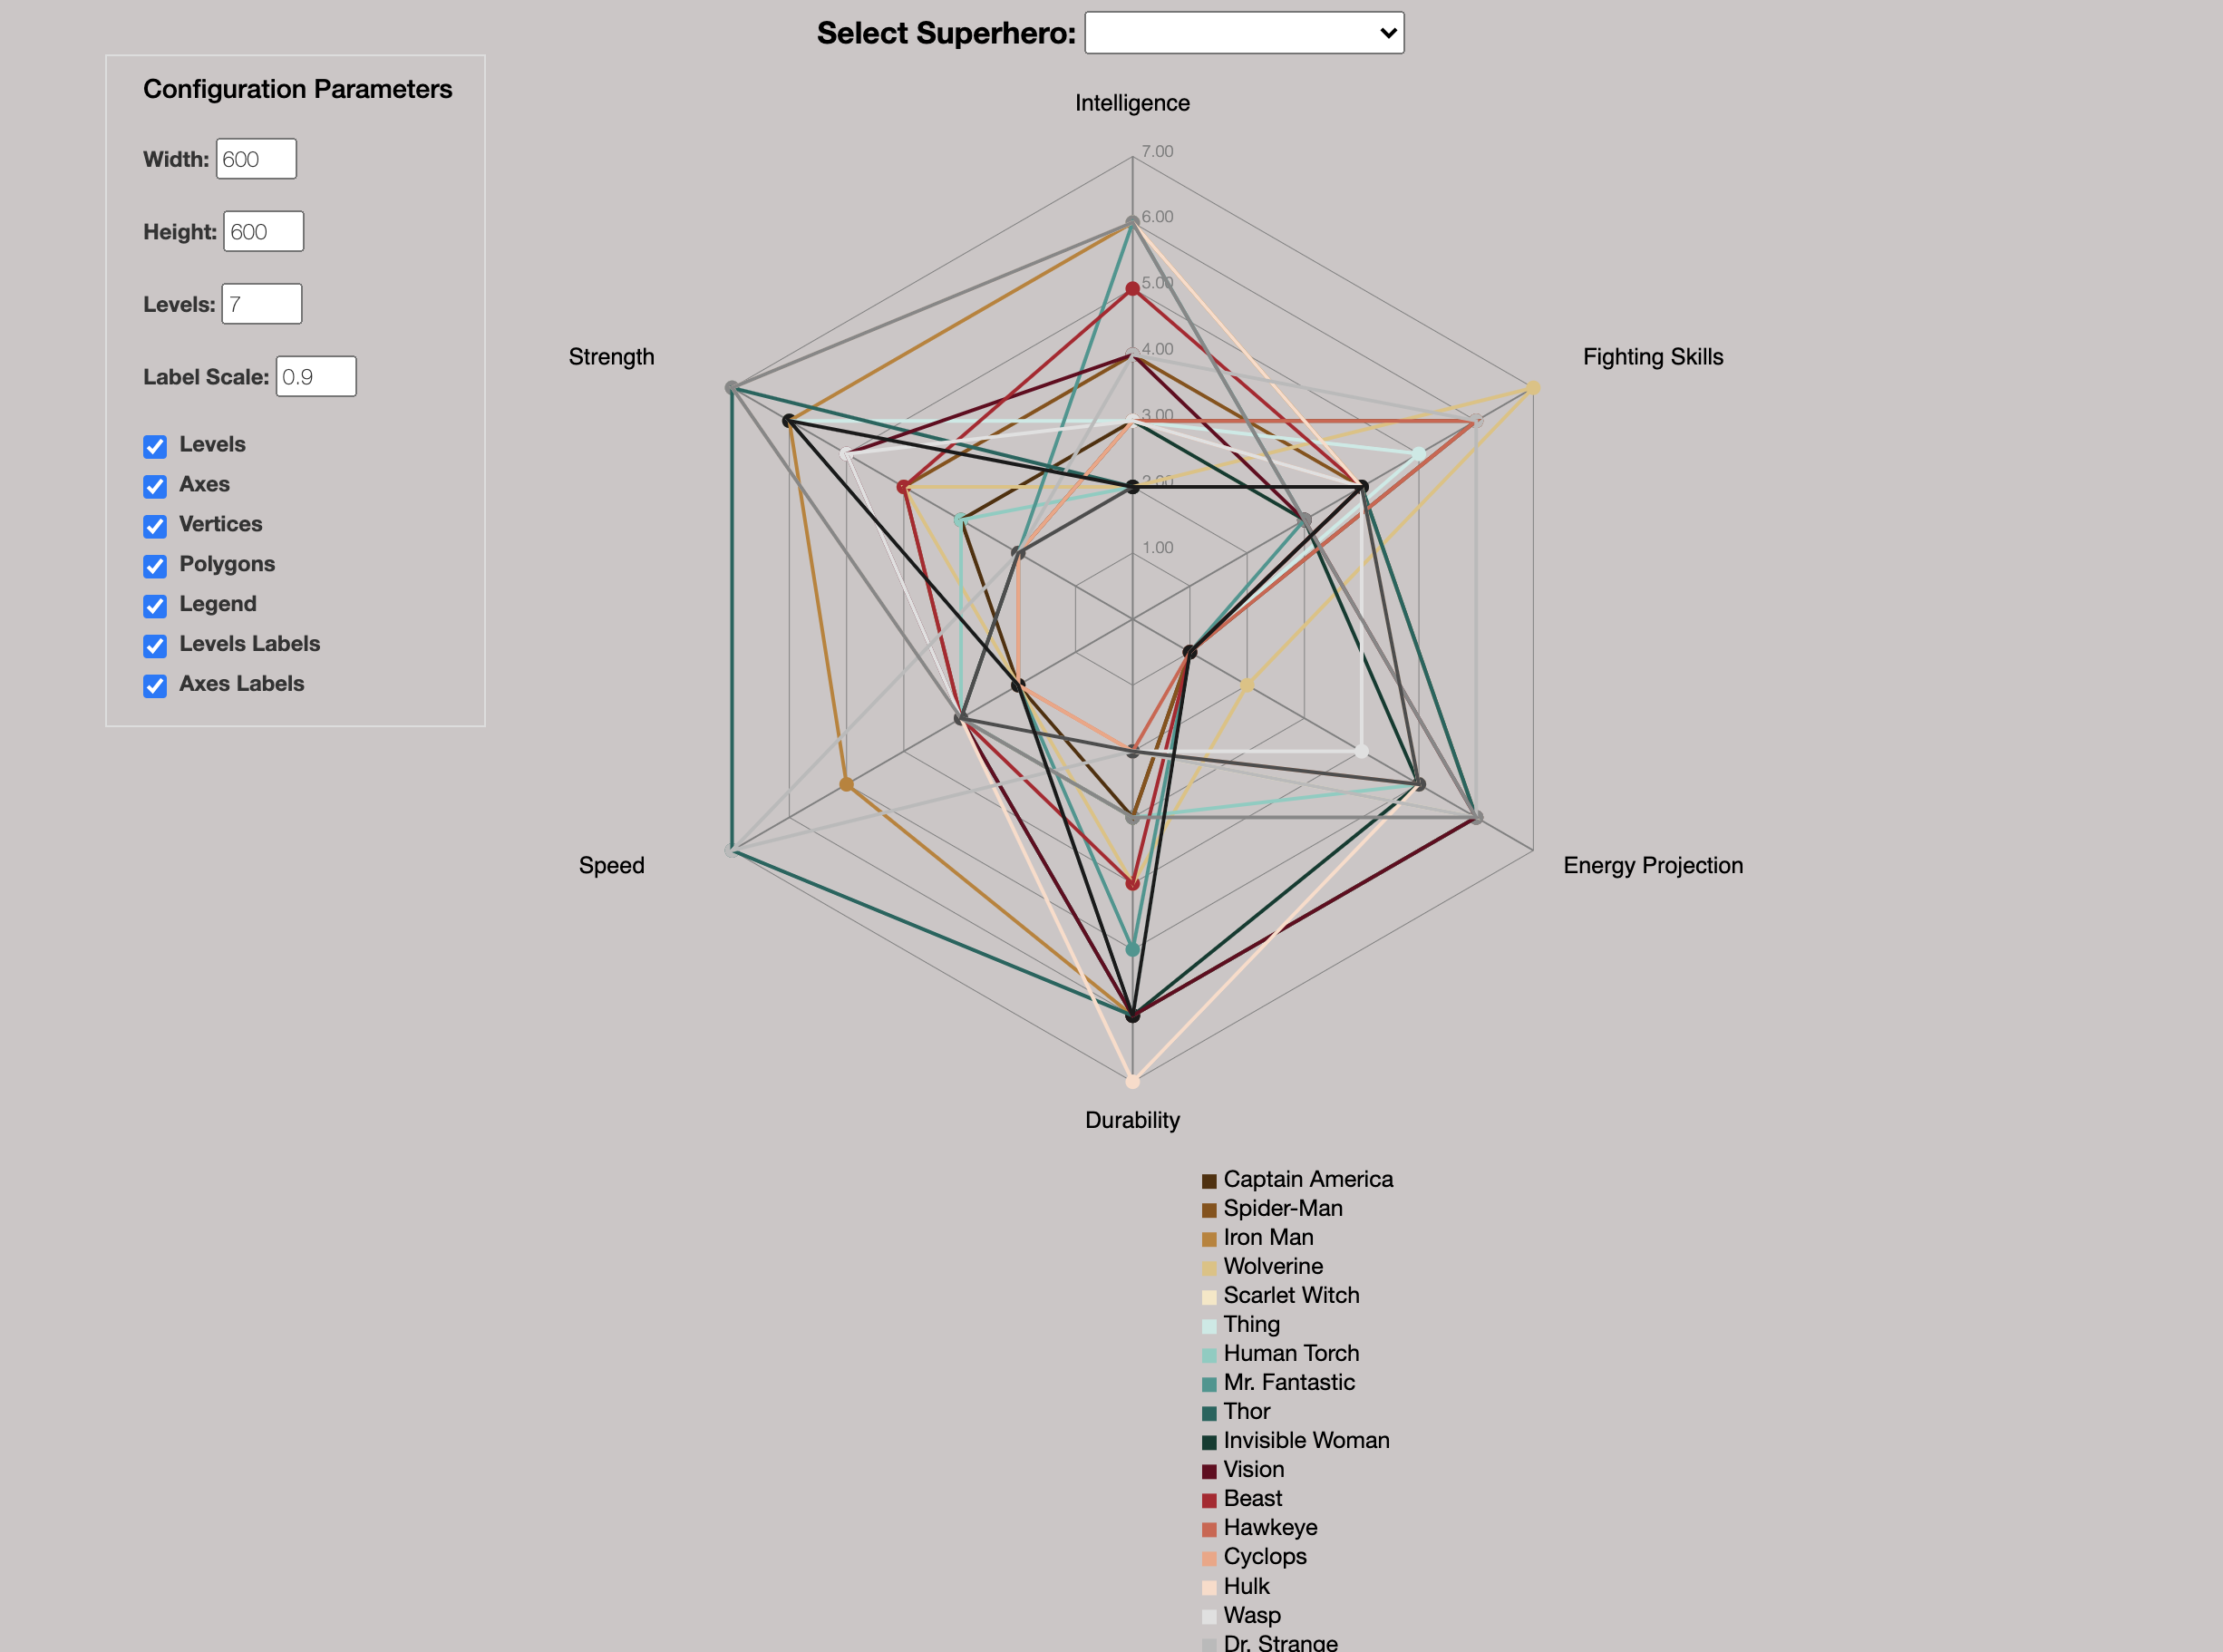 Select Superhero:
Configuration Parameters
Width: 600
Height: 600
Levels: 7
Label Scale: 0.9
Levels
Axes
Vertices
Polygons
Legend
Levels Labels
Axes Labels
Intelligence
7.00
6.00
5.00
4.00
3.00
2.00
1.00
Strength
Fighting Skills
Speed
Energy Projection
Durability
Captain America
Spider-Man
Iron Man
Wolverine
Scarlet Witch
Thing
Human Torch
Mr. Fantastic
Thor
Invisible Woman
Vision
Beast
Hawkeye
Cyclops
Hulk
Wasp
Dr. Strange